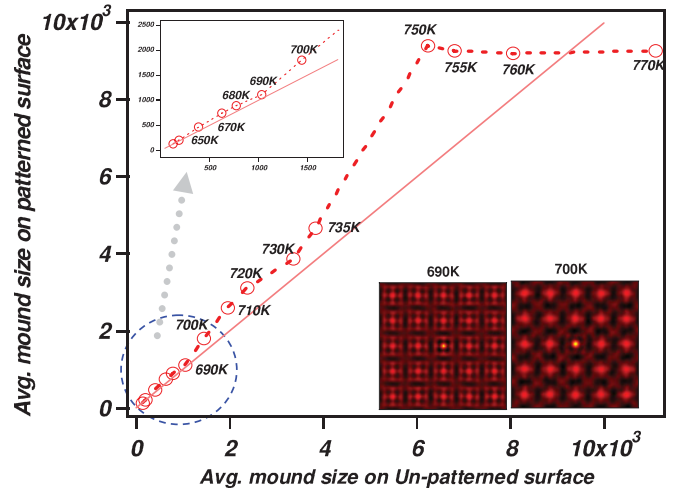 Avg. mound size on patterned surface
10x10³
8
6
4
2
0
2500
2000
1500
1000
500
0
500
1000
1500
700K
690K
680K
670K
650K
750K
755K
760K
770K
735K
730K
720K
710K
700K
690K
690K
700K
0
2
4
6
8
10x10³
Avg. mound size on Un-patterned surface